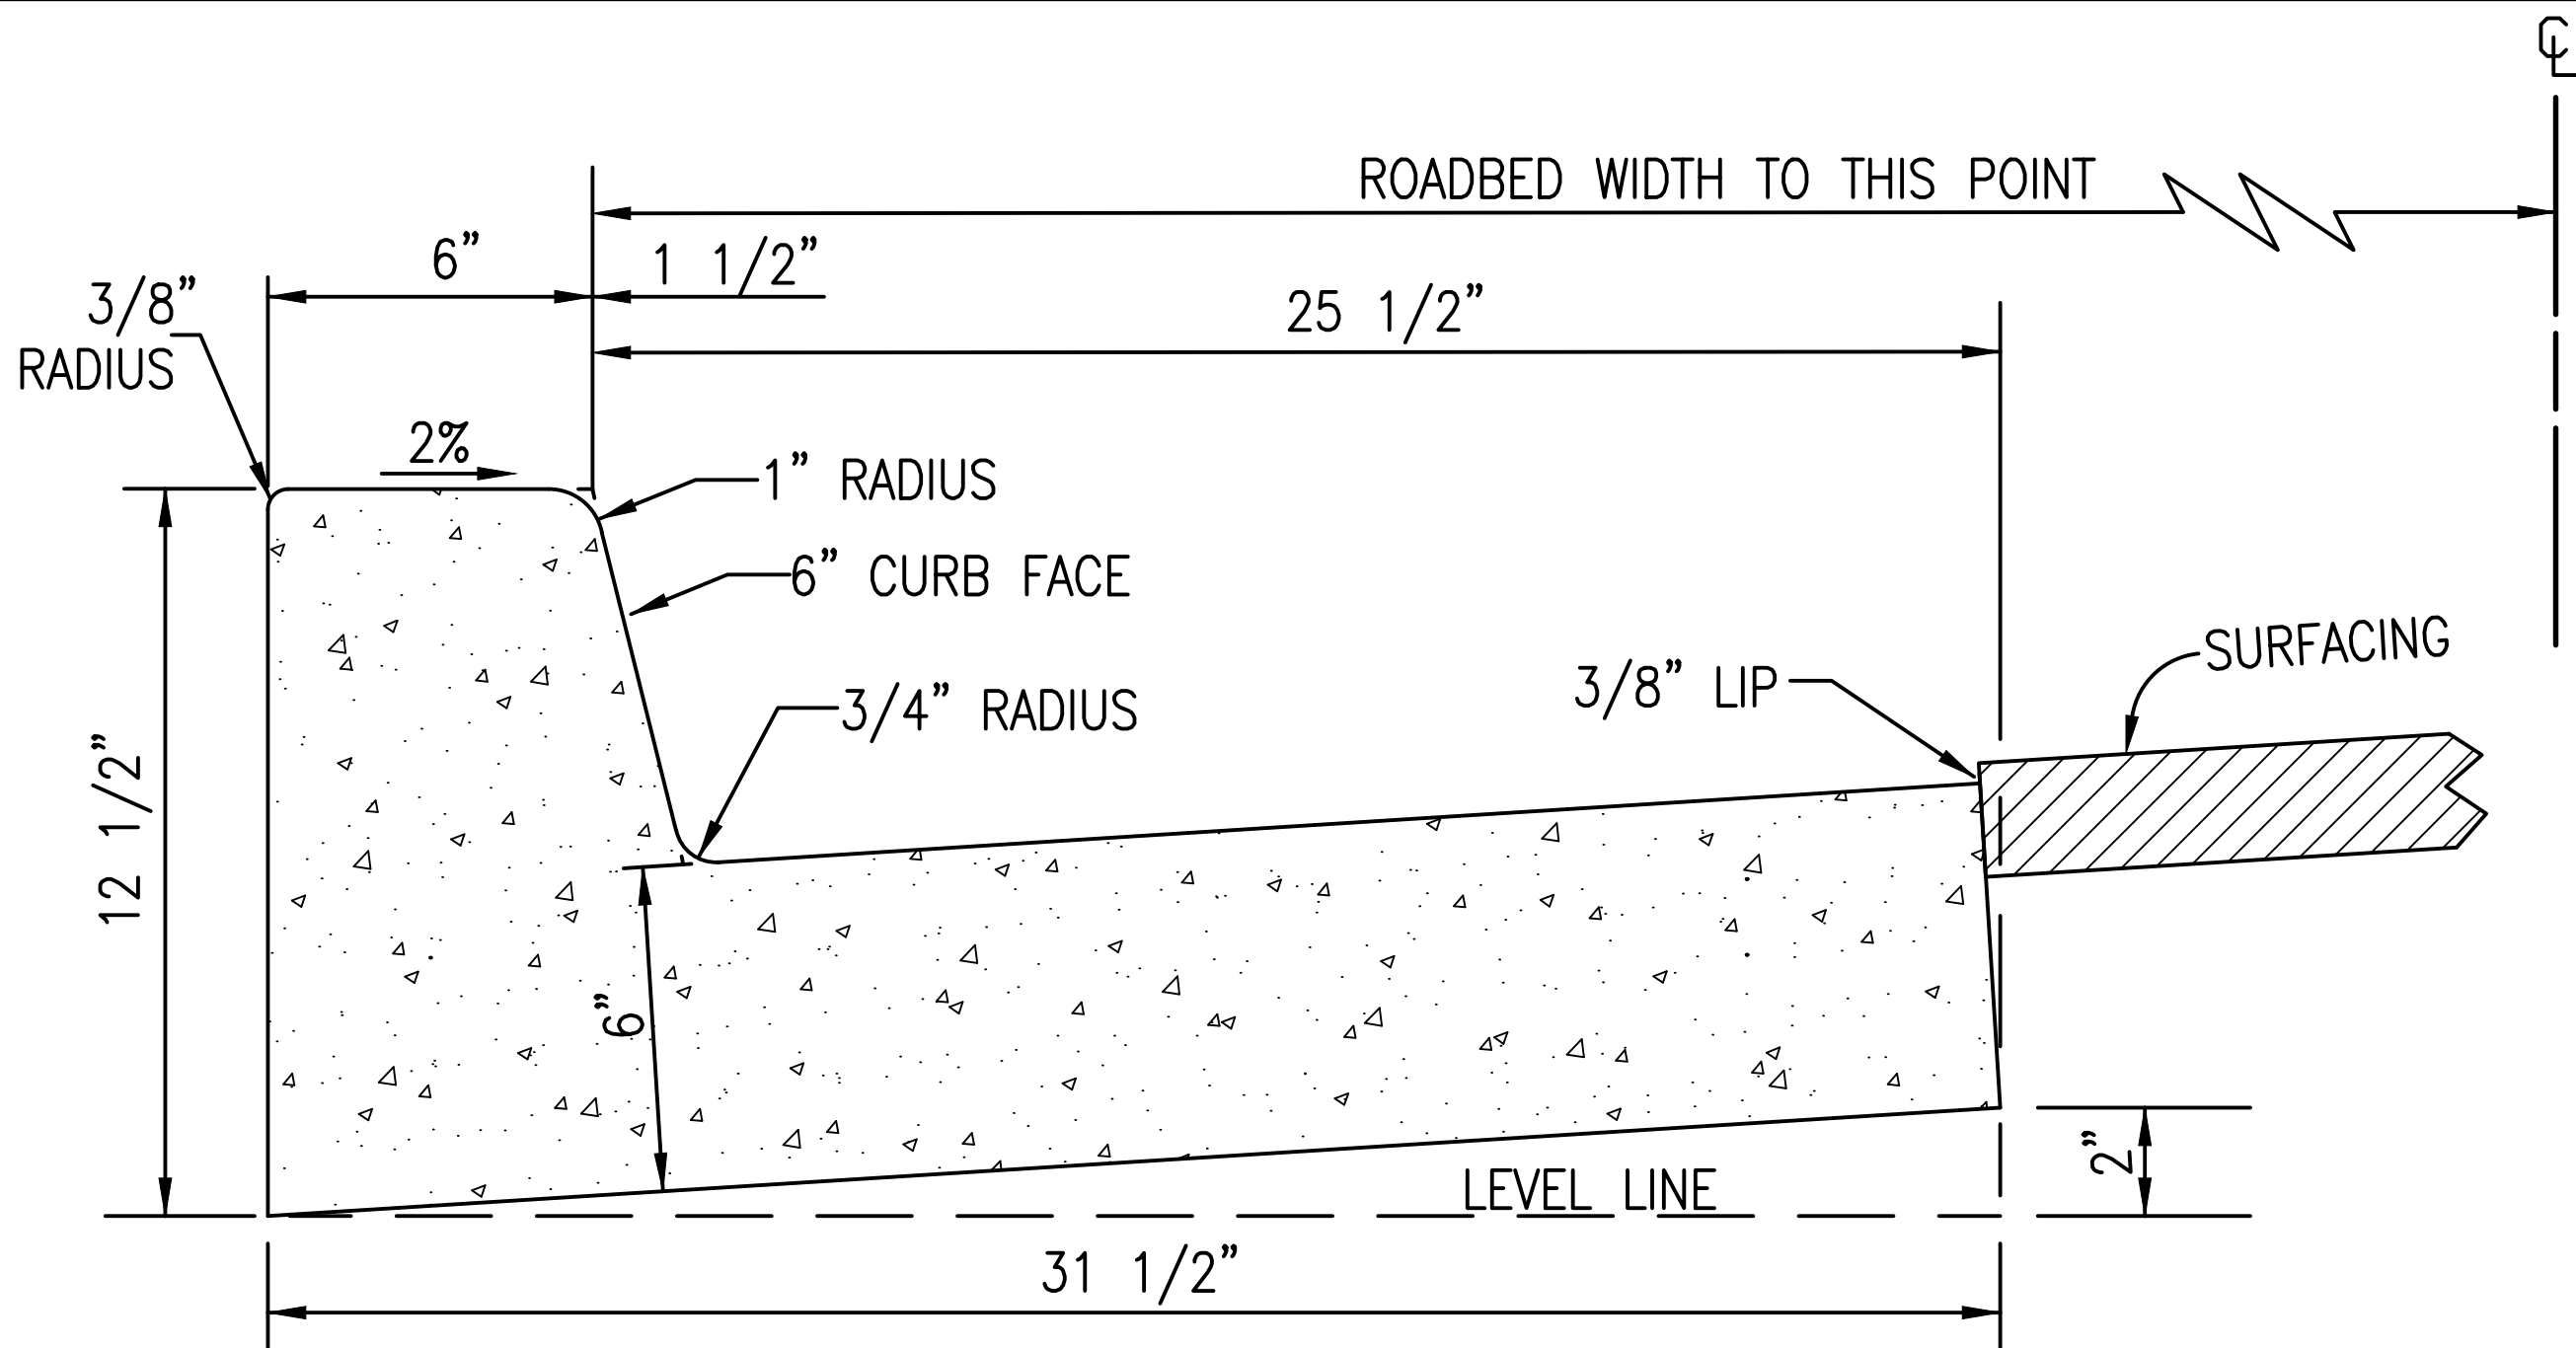 ℄
ROADBED WIDTH TO THIS POINT
6”
1 1/2”
3/8”
RADIUS
25 1/2”
2%
1” RADIUS
6” CURB FACE
3/4” RADIUS
3/8” LIP
SURFACING
12 1/2”
6”
2”
LEVEL LINE
31 1/2”